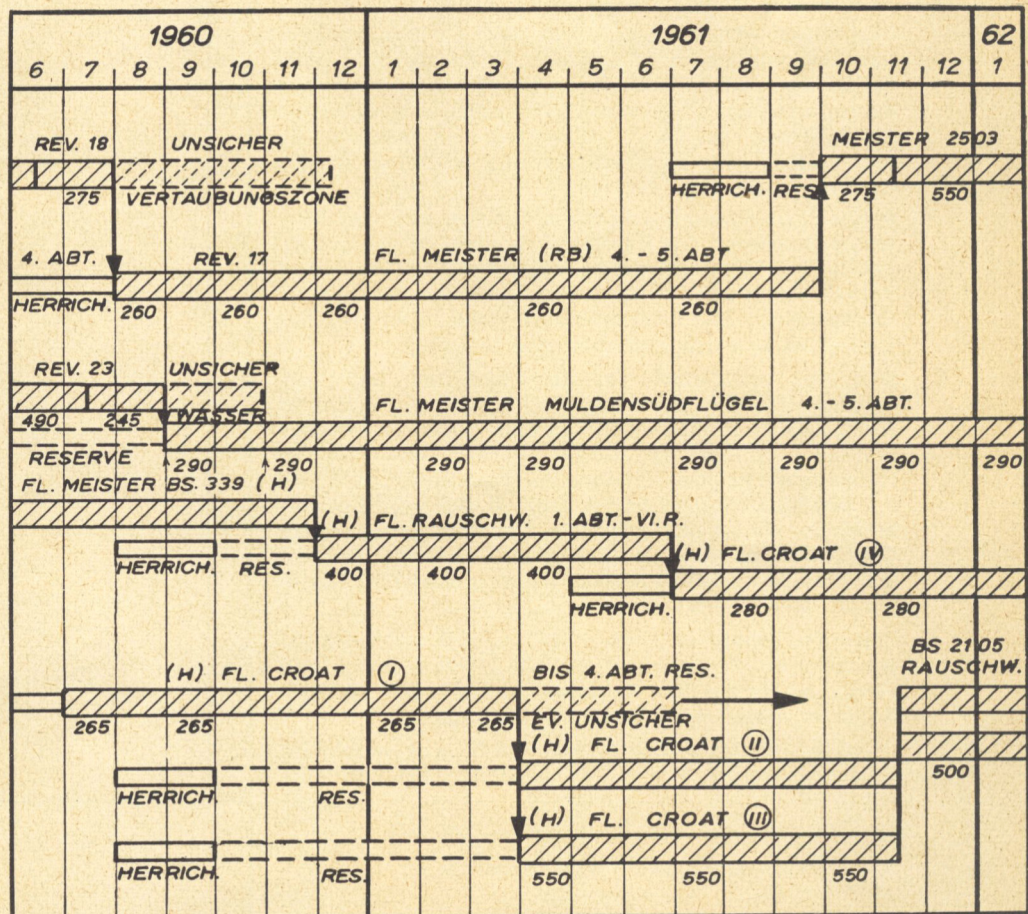 1960 1961 62
6 7 8 9 10 11 12 1 2 3 4 5 6 7 8 9 10 11 12 1
REV. 18 UNSICHER MEISTER 2503
275 VERTAUBUNGSZONE HERRICH. RES. 275 550
4. ABT. REV. 17 FL. MEISTER (RB) 4. - 5. ABT
HERRICH. 260 260 260 260 260
REV. 23 UNSICHER
490 245 WASSER FL. MEISTER MULDENSÜDFLÜGEL 4. - 5. ABT.
RESERVE 290 290 290 290 290 290 290 290
FL. MEISTER BS. 339 (H)
(H) FL. RAUSCHW. 1. ABT. - VI. R.
HERRICH. RES. 400 400 400 (H) FL. CROAT IV
HERRICH. 280 280
(H) FL. CROAT I BIS 4. ABT. RES. BS 2105
RAUSCHW.
265 265 265 265 EV. UNSICHER
(H) FL. CROAT II
HERRICH. RES. 500
(H) FL. CROAT III
HERRICH. RES. 550 550 550